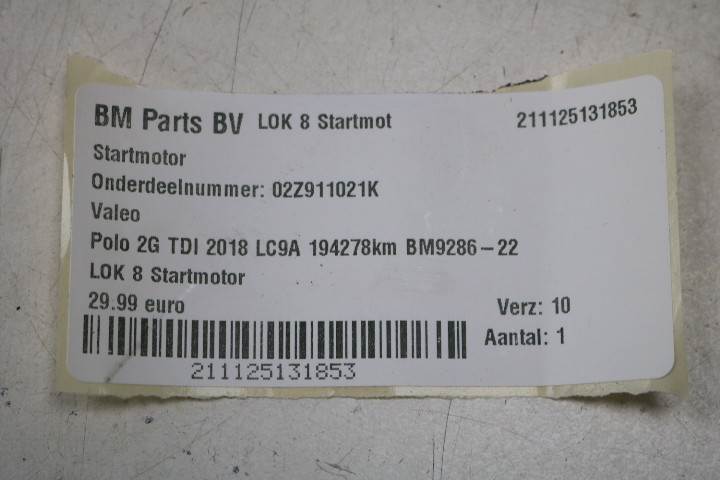 BM Parts BV LOK 8 Startmot 211125131853
Startmotor
Onderdeelnummer: 02Z911021K
Valeo
Polo 2G TDI 2018 LC9A 194278km BM9286-22
LOK 8 Startmotor
29.99 euro Verz: 10
Aantal: 1
211125131853